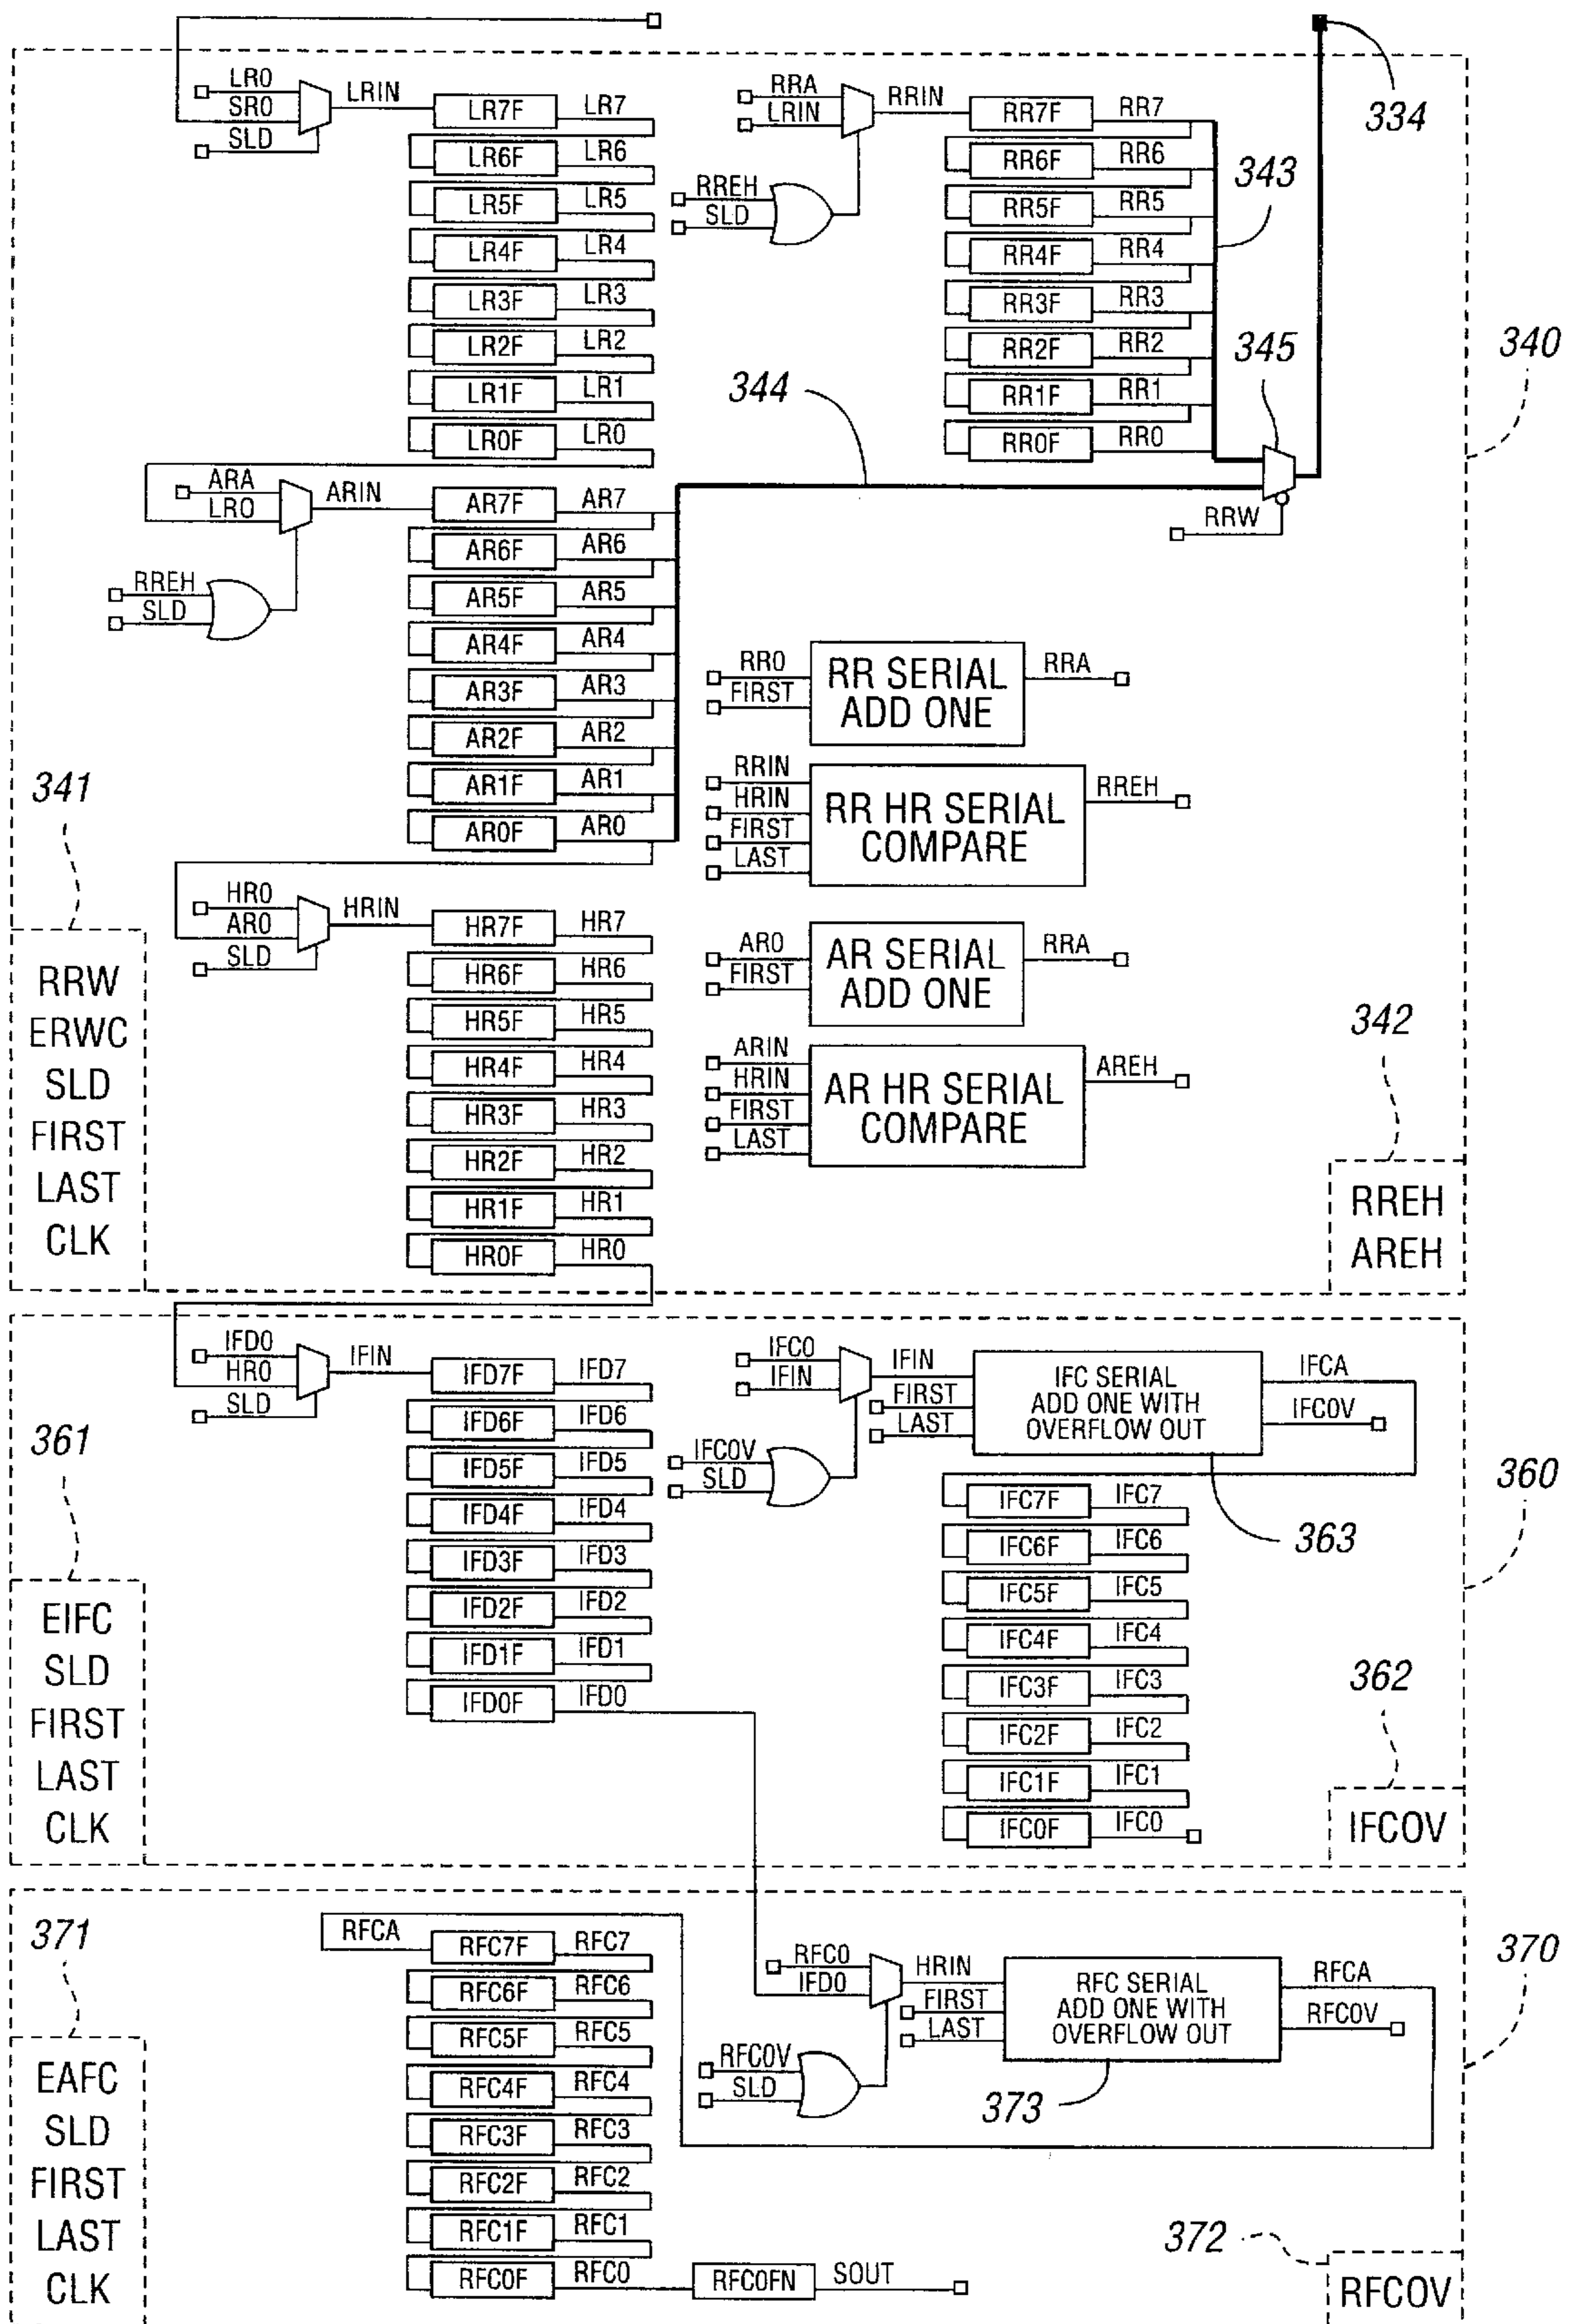 334
LR0
SR0
SLD
LRIN
LR7F LR7
LR6F LR6
LR5F LR5
LR4F LR4
LR3F LR3
LR2F LR2
LR1F LR1
LR0F LR0
RRA
LRIN
RRIN
RREH
SLD
RR7F RR7
RR6F RR6
RR5F RR5
RR4F RR4
RR3F RR3
RR2F RR2
RR1F RR1
RR0F RR0
343
345
340
344
RRW
ARA
LR0
ARIN
RREH
SLD
AR7F AR7
AR6F AR6
AR5F AR5
AR4F AR4
AR3F AR3
AR2F AR2
AR1F AR1
AR0F AR0
RR0
FIRST
RR SERIAL
ADD ONE
RRA
RRIN
HRIN
FIRST
LAST
RR HR SERIAL
COMPARE
RREH
341
RRW
ERWC
SLD
FIRST
LAST
CLK
HR0
AR0
SLD
HRIN
HR7F HR7
HR6F HR6
HR5F HR5
HR4F HR4
HR3F HR3
HR2F HR2
HR1F HR1
HR0F HR0
AR0
FIRST
AR SERIAL
ADD ONE
RRA
ARIN
HRIN
FIRST
LAST
AR HR SERIAL
COMPARE
AREH
342
RREH
AREH
IFD0
HR0
SLD
IFIN
IFD7F IFD7
IFD6F IFD6
IFD5F IFD5
IFD4F IFD4
IFD3F IFD3
IFD2F IFD2
IFD1F IFD1
IFD0F IFD0
IFC0
IFIN
IFCOV
SLD
IFIN
FIRST
LAST
IFC SERIAL
ADD ONE WITH
OVERFLOW OUT
IFCA
IFCOV
363
360
IFC7F IFC7
IFC6F IFC6
IFC5F IFC5
IFC4F IFC4
IFC3F IFC3
IFC2F IFC2
IFC1F IFC1
IFC0F IFC0
361
EIFC
SLD
FIRST
LAST
CLK
362
IFCOV
371
EAFC
SLD
FIRST
LAST
CLK
RFCA
RFC7F RFC7
RFC6F RFC6
RFC5F RFC5
RFC4F RFC4
RFC3F RFC3
RFC2F RFC2
RFC1F RFC1
RFC0F RFC0
RFC0FN SOUT
RFC0
IFD0
RFCOV
SLD
HRIN
FIRST
LAST
RFC SERIAL
ADD ONE WITH
OVERFLOW OUT
RFCA
RFCOV
373
370
372
RFCOV